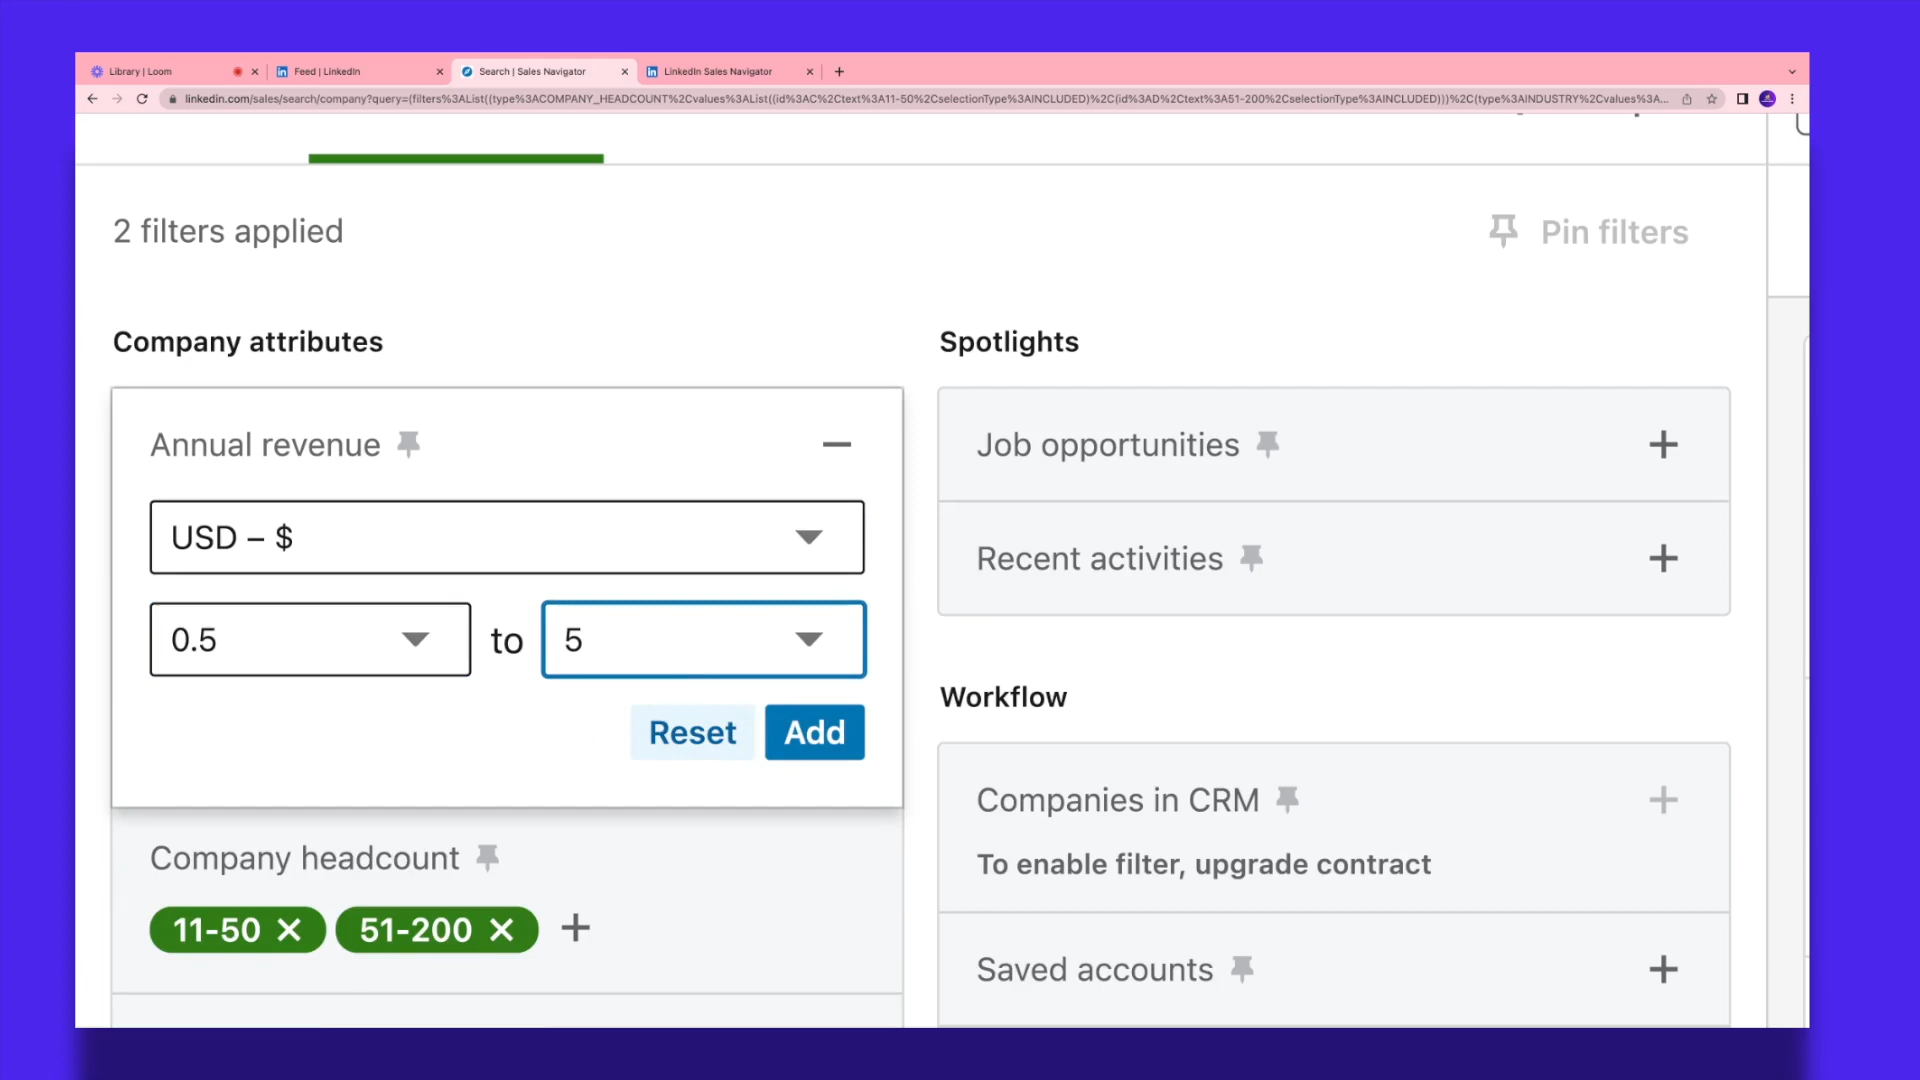 Library | Loom
Feed | LinkedIn
Search | Sales Navigator
LinkedIn Sales Navigator
linkedin.com/sales/search/company?query=(filters%3AList((type%3ACOMPANY_HEADCOUNT%2Cvalues%3AList((id%3AC%2Ctext%3A11-50%2CselectionType%3AINCLUDED)%2C(id%3AD%2Ctext%3A51-200%2CselectionType%3AINCLUDED)))%2C(type%3AINDUSTRY%2Cvalues%3A...
2 filters applied
Pin filters
Company attributes
Annual revenue
USD – $
0.5 to 5
Reset Add
Company headcount
11-50
51-200
Spotlights
Job opportunities
Recent activities
Workflow
Companies in CRM
To enable filter, upgrade contract
Saved accounts